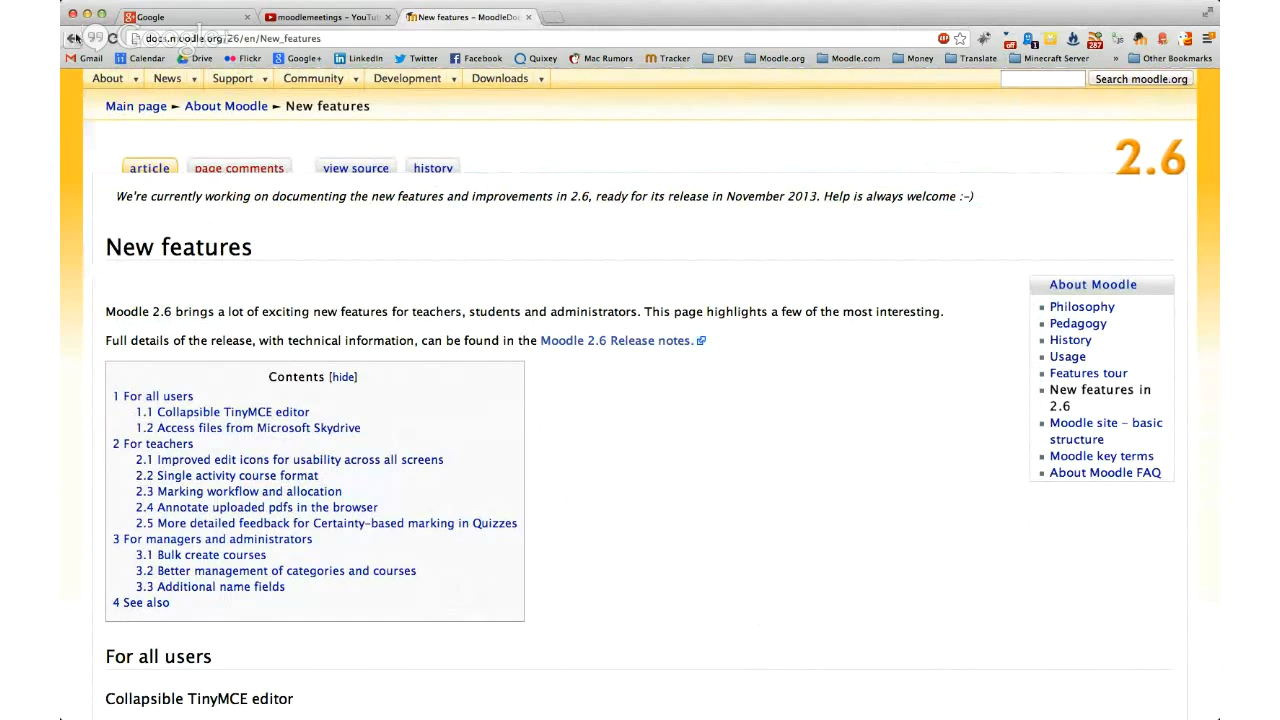 Google
moodlemeetings - YouTu
New features - MoodleDo
docs.moodle.org/26/en/New_features
Google+
Gmail Calendar Drive Flickr Google+ LinkedIn Twitter Facebook Quixey Mac Rumors Tracker DEV Moodle.org Moodle.com Money Translate Minecraft Server » Other Bookmarks
off 1 287
About News Support Community Development Downloads Search moodle.org
Main page ► About Moodle ► New features
2.6
article page comments view source history
We're currently working on documenting the new features and improvements in 2.6, ready for its release in November 2013. Help is always welcome :-)
New features
Moodle 2.6 brings a lot of exciting new features for teachers, students and administrators. This page highlights a few of the most interesting.
Full details of the release, with technical information, can be found in the Moodle 2.6 Release notes.
Contents [hide]
1 For all users
1.1 Collapsible TinyMCE editor
1.2 Access files from Microsoft Skydrive
2 For teachers
2.1 Improved edit icons for usability across all screens
2.2 Single activity course format
2.3 Marking workflow and allocation
2.4 Annotate uploaded pdfs in the browser
2.5 More detailed feedback for Certainty-based marking in Quizzes
3 For managers and administrators
3.1 Bulk create courses
3.2 Better management of categories and courses
3.3 Additional name fields
4 See also
About Moodle
Philosophy
Pedagogy
History
Usage
Features tour
New features in
2.6
Moodle site - basic
structure
Moodle key terms
About Moodle FAQ
For all users
Collapsible TinyMCE editor